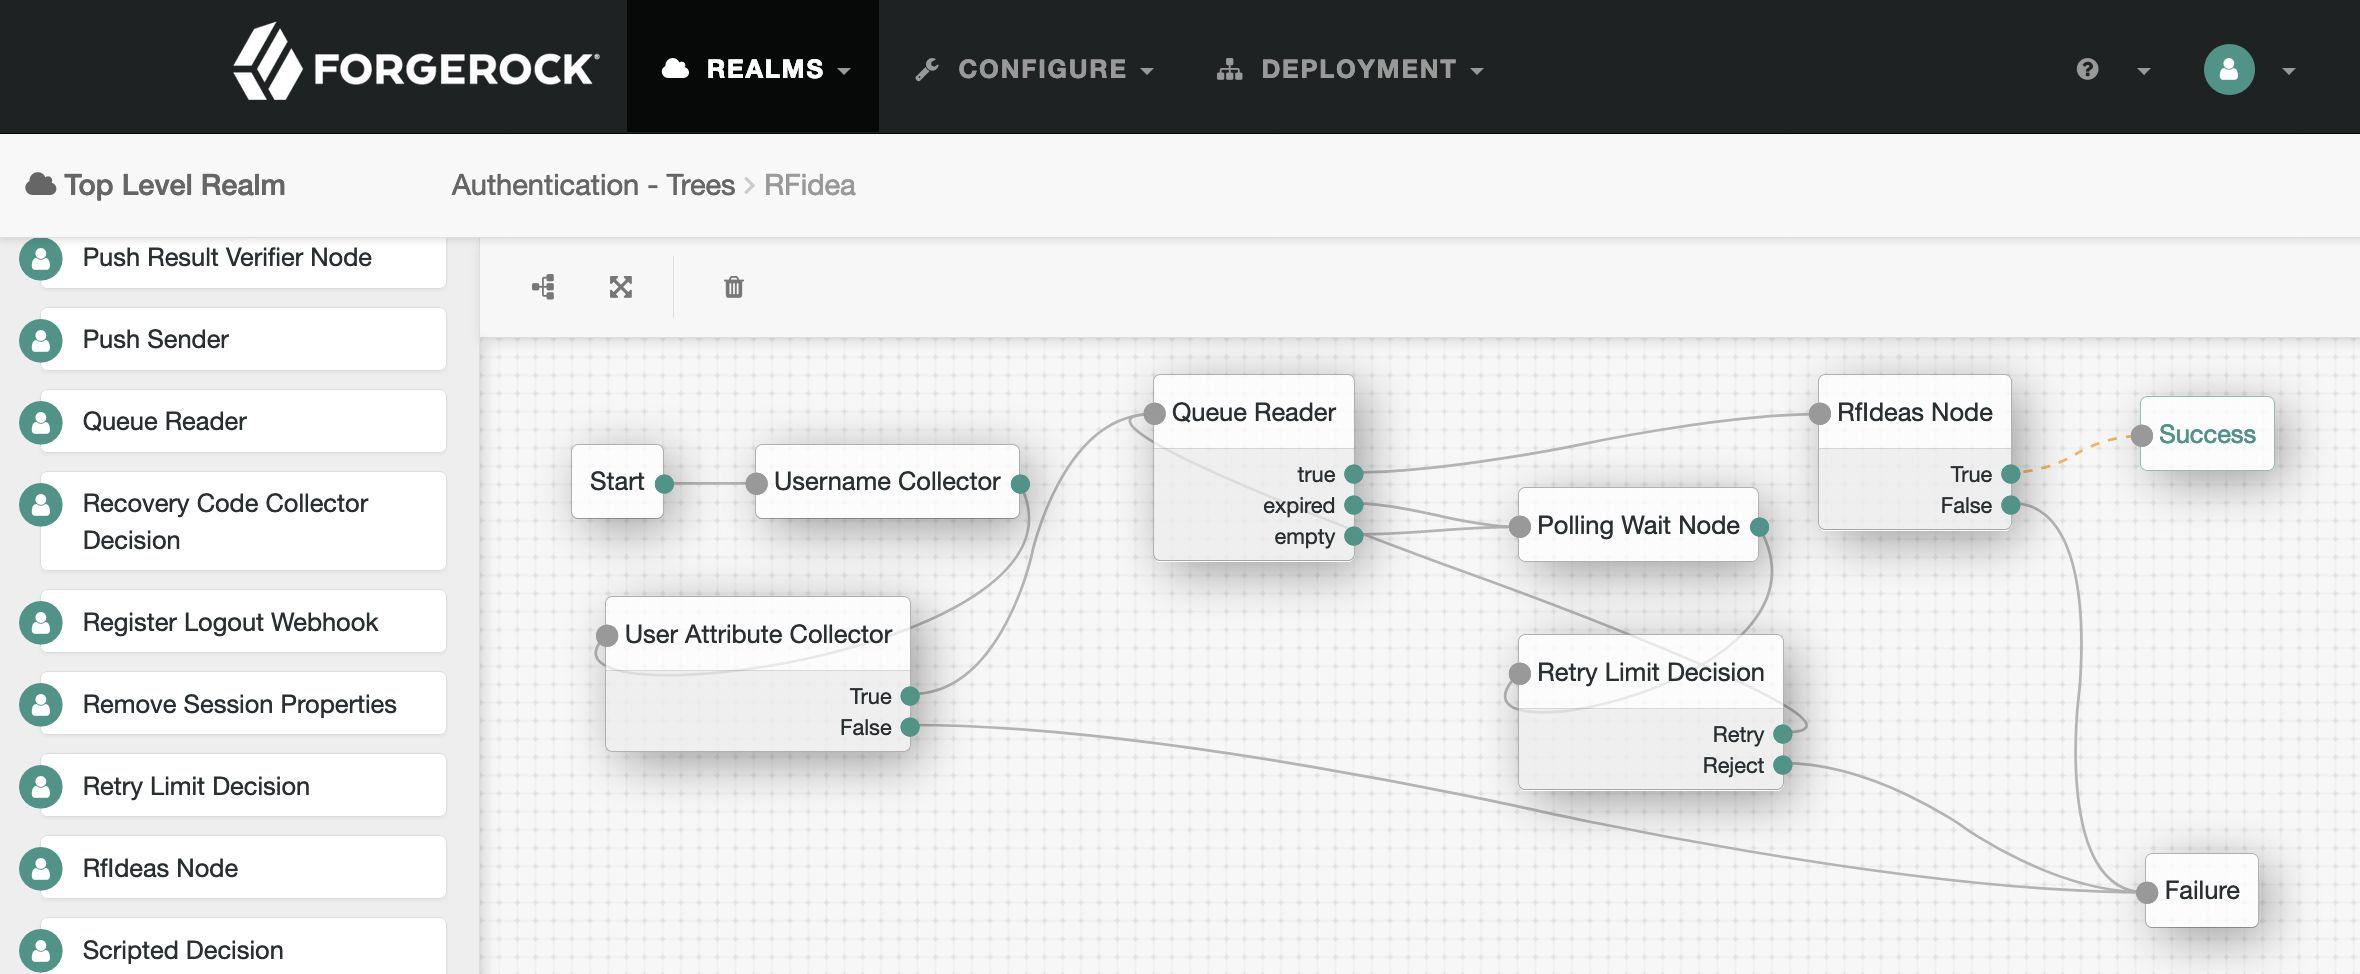 FORGEROCK
REALMS
CONFIGURE
DEPLOYMENT
Top Level Realm
Authentication - Trees
RFidea
Push Result Verifier Node
Push Sender
Queue Reader
Recovery Code Collector
Decision
Register Logout Webhook
Remove Session Properties
Retry Limit Decision
RfIdeas Node
Scripted Decision
Start
Username Collector
User Attribute Collector
True
False
Queue Reader
true
expired
empty
Polling Wait Node
Retry Limit Decision
Retry
Reject
RfIdeas Node
True
False
Success
Failure